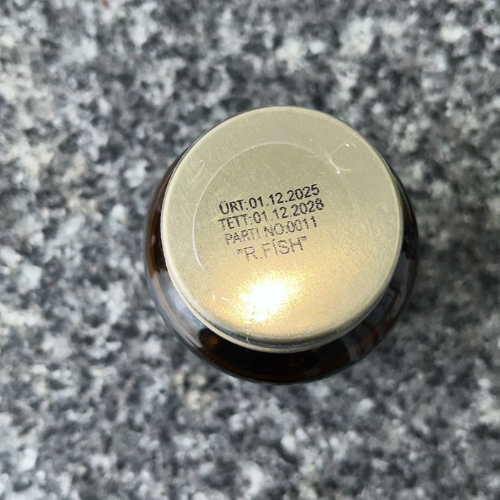 ÜRT:01.12.2025
TETT:01.12.2028
PARTI NO:0011
"R.FİSH"